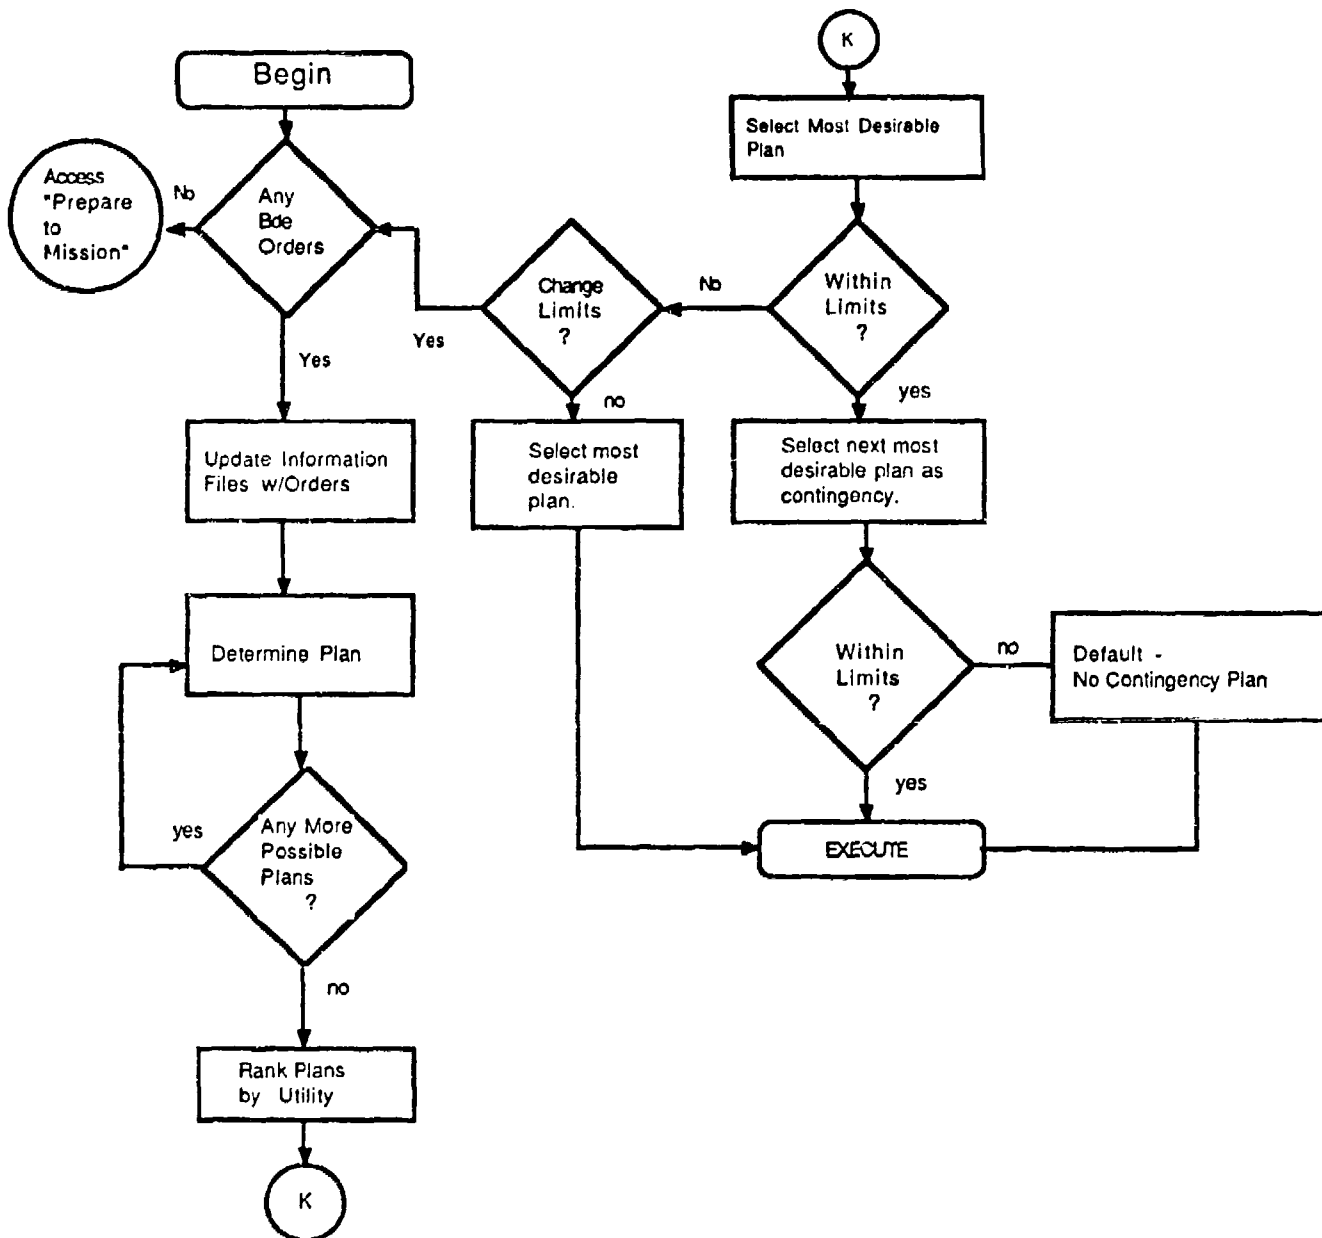 Begin
Any
Bde
Orders
No
Access
"Prepare
to
Mission"
Yes
Update Information
Files w/Orders
Determine Plan
Any More
Possible
Plans
?
yes
no
Rank Plans
by Utility
K
K
Select Most Desirable
Plan
Within
Limits
?
No
Change
Limits
?
Yes
no
Select most
desirable
plan.
yes
Select next most
desirable plan as
contingency.
Within
Limits
?
no
Default -
No Contingency Plan
yes
EXECUTE